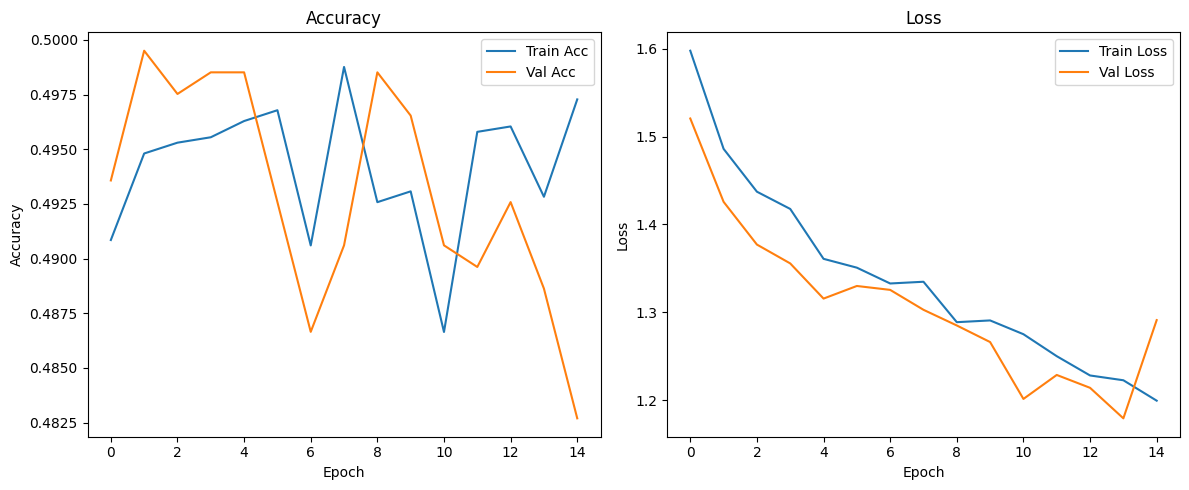 Accuracy
Loss
0.5000
0.4975
0.4950
0.4925
0.4900
0.4875
0.4850
0.4825
Accuracy
0 2 4 6 8 10 12 14
Epoch
Train Acc
Val Acc
1.6
1.5
1.4
1.3
1.2
Loss
0 2 4 6 8 10 12 14
Epoch
Train Loss
Val Loss